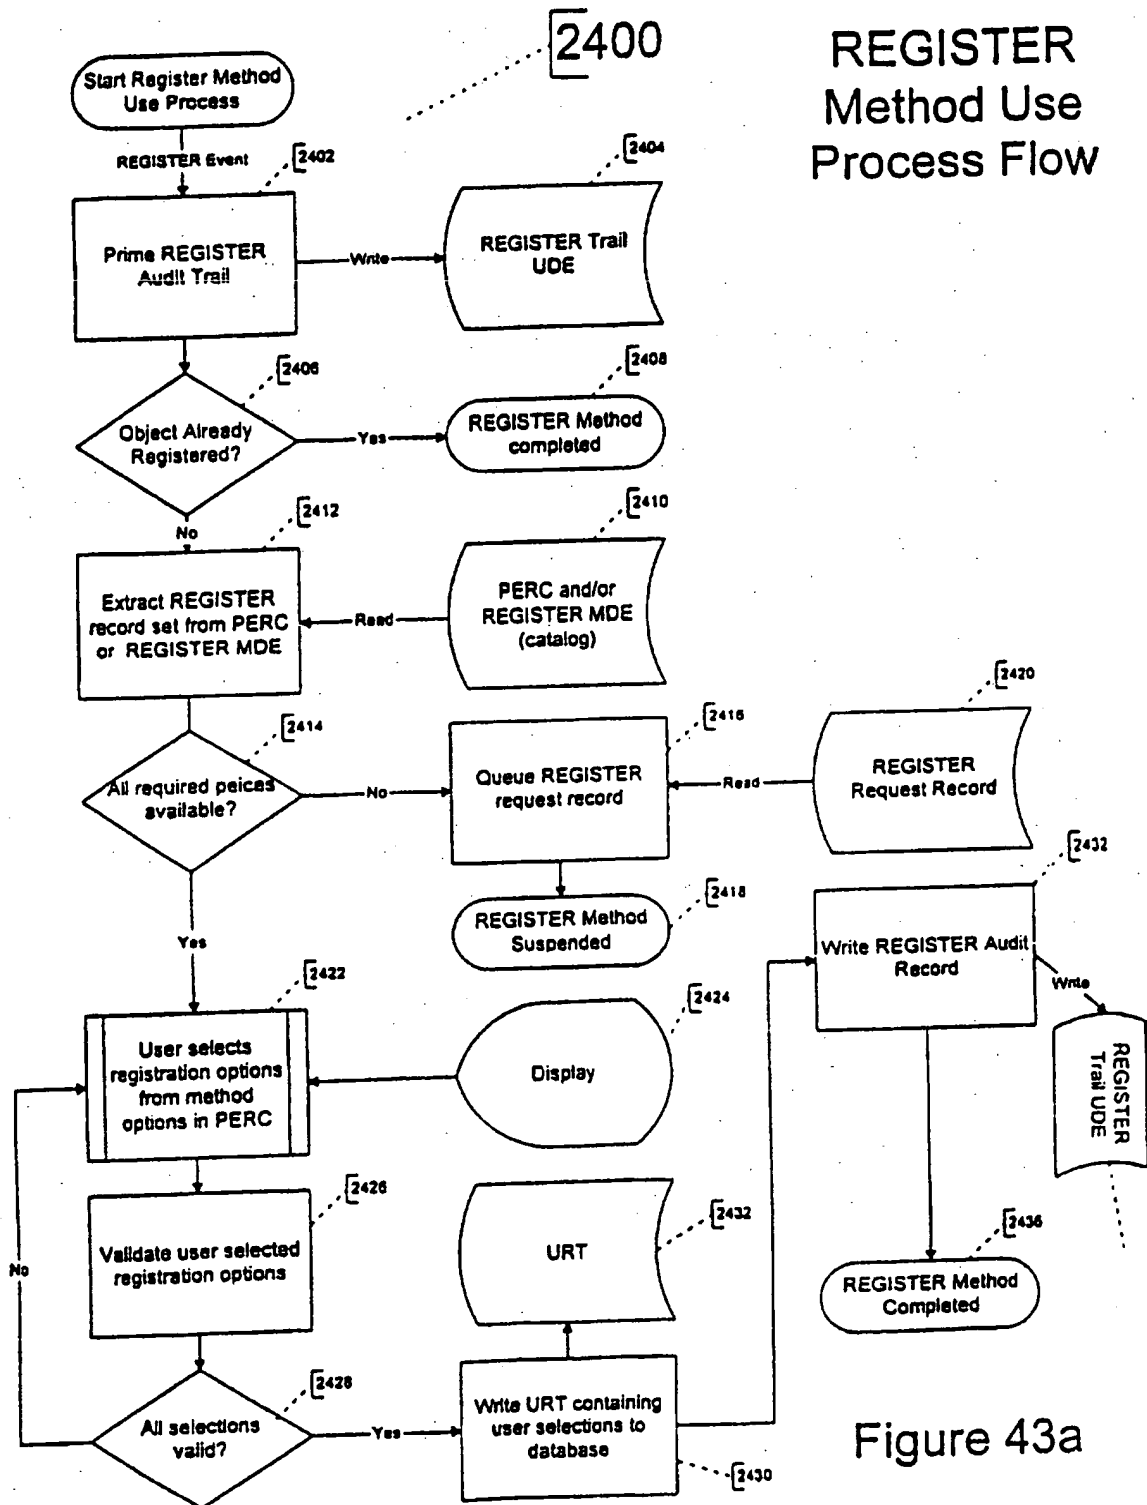 2400
REGISTER
Method Use
Process Flow
Start Register Method
Use Process
REGISTER Event
2402
2404
Prime REGISTER
Audit Trail
Write
REGISTER Trail
UDE
2406
2408
Object Already
Registered?
Yes
REGISTER Method
completed
No
2412
2410
Extract REGISTER
record set from PERC
or REGISTER MDE
Read
PERC and/or
REGISTER MDE
(catalog)
2414
2416
2420
All required peices
available?
No
Queue REGISTER
request record
Read
REGISTER
Request Record
2418
2432
REGISTER Method
Suspended
Write REGISTER Audit
Record
Write
Yes
2422
2424
User selects
registration options
from method
options in PERC
Display
REGISTER
Trail UDE
2426
2432
2436
Validate user selected
registration options
URT
REGISTER Method
Completed
No
2428
All selections
valid?
Yes
Write URT containing
user selections to
database
2430
Figure 43a